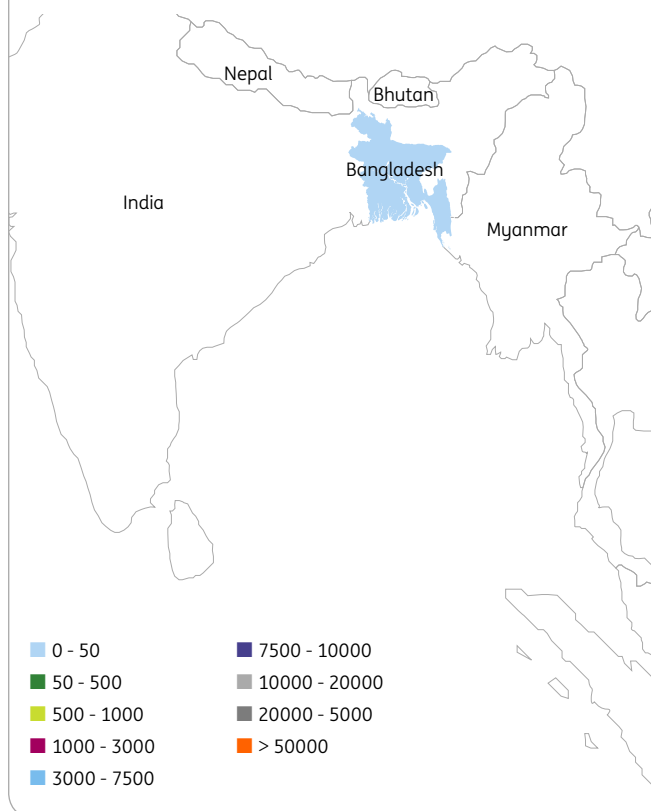 Nepal
Bhutan
Bangladesh
India
Myanmar
0 - 50
50 - 500
500 - 1000
1000 - 3000
3000 - 7500
7500 - 10000
10000 - 20000
20000 - 5000
> 50000